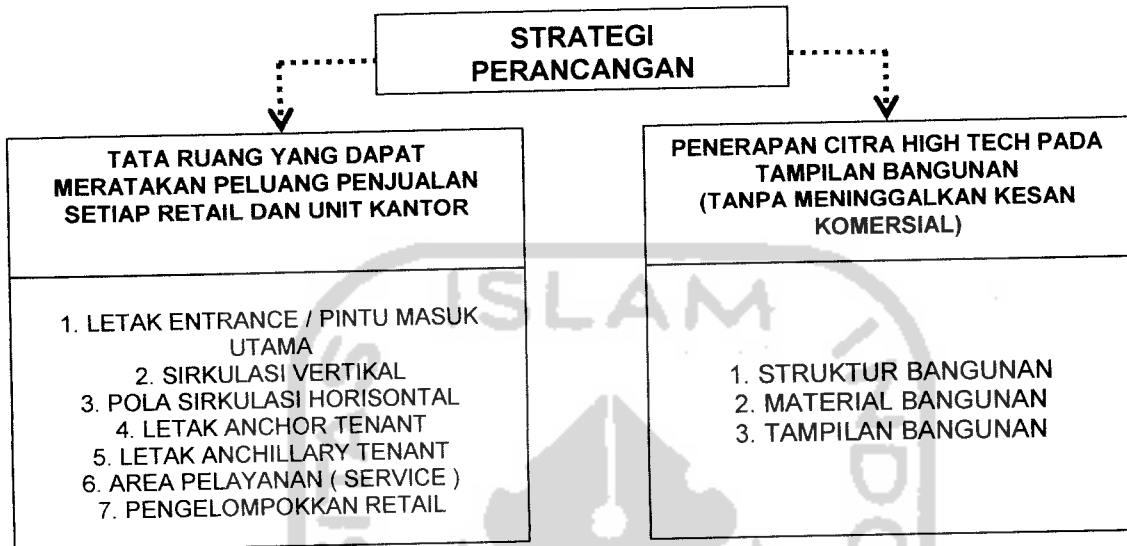 STRATEGI
PERANCANGAN
TATA RUANG YANG DAPAT
MERATAKAN PELUANG PENJUALAN
SETIAP RETAIL DAN UNIT KANTOR
1. LETAK ENTRANCE / PINTU MASUK
UTAMA
2. SIRKULASI VERTIKAL
3. POLA SIRKULASI HORISONTAL
4. LETAK ANCHOR TENANT
5. LETAK ANCHILLARY TENANT
6. AREA PELAYANAN ( SERVICE )
7. PENGELOMPOKKAN RETAIL
PENERAPAN CITRA HIGH TECH PADA
TAMPILAN BANGUNAN
(TANPA MENINGGALKAN KESAN
KOMERSIAL)
1. STRUKTUR BANGUNAN
2. MATERIAL BANGUNAN
3. TAMPILAN BANGUNAN
ISLAM